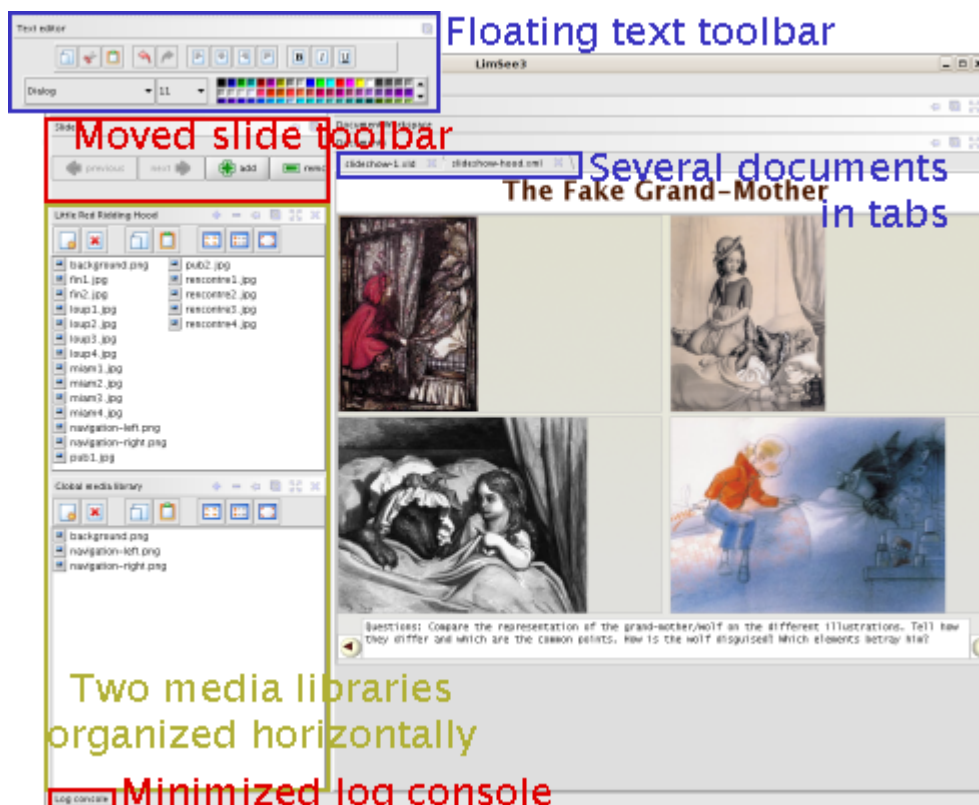 Text editor
Floating text toolbar
LimSee3
Dialog
11
B I U
Moved slide toolbar
previous
next
add
Several documents
in tabs
slideshow-1.xml
slideshow-hood.xml
The Fake Grand-Mother
Little Red Ridding Hood
background.png
fin1.jpg
fin2.jpg
loup1.jpg
loup2.jpg
loup3.jpg
loup4.jpg
miam1.jpg
miam2.jpg
miam3.jpg
miam4.jpg
navigation-left.png
navigation-right.png
pub1.jpg
pub2.jpg
rencontre1.jpg
rencontre2.jpg
rencontre3.jpg
rencontre4.jpg
Global media library
background.png
navigation-left.png
navigation-right.png
Questions: Compare the representation of the grand-mother/wolf on the different illustrations. Tell how
they differ and which are the common points. How is the wolf disguised? Which elements betray him?
Two media libraries
organized horizontally
Minimized log console
Log console